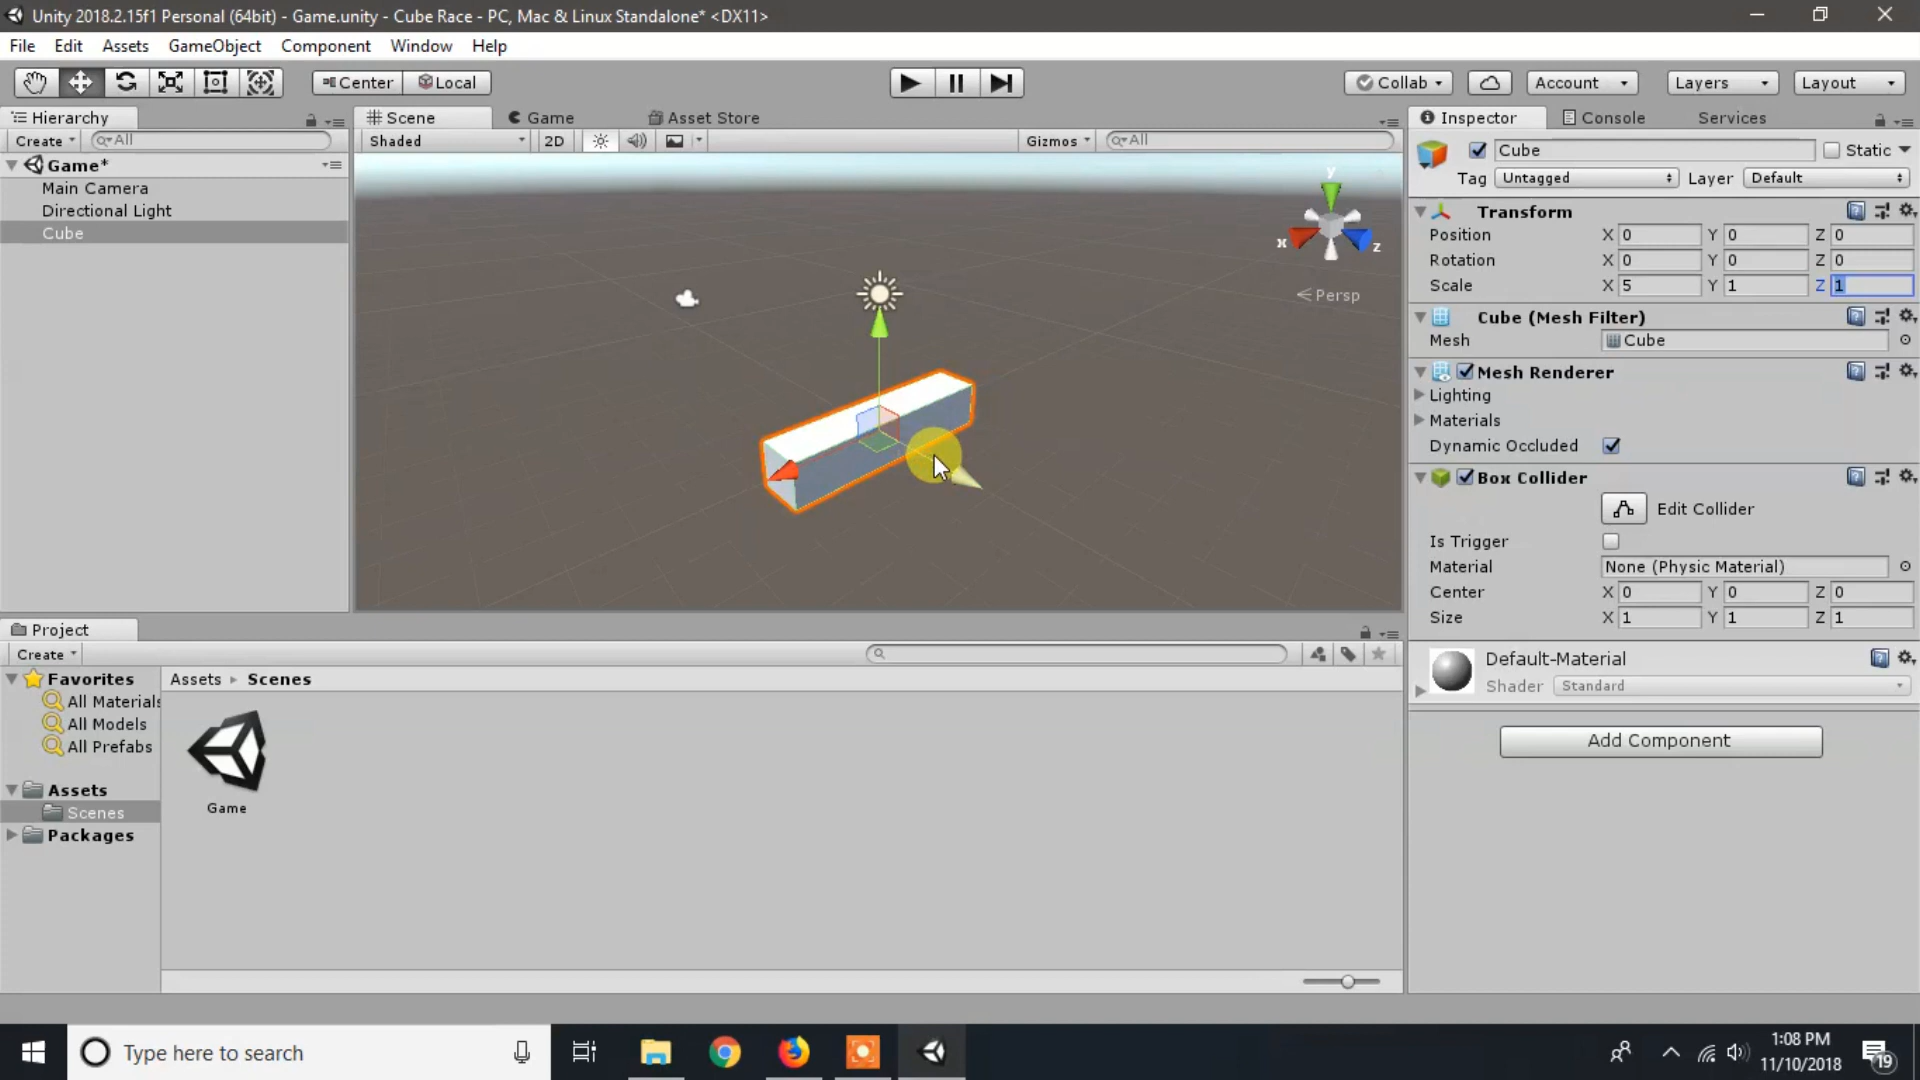 Unity 2018.2.15f1 Personal (64bit) - Game.unity - Cube Race - PC, Mac & Linux Standalone* <DX11>
File Edit Assets GameObject Component Window Help
Center Local Collab Account Layers Layout
Hierarchy
Create All
Game*
Main Camera
Directional Light
Cube
Scene Game Asset Store
Shaded 2D Gizmos All
y
x
z
Persp
Inspector Console Services
Cube Static
Tag Untagged Layer Default
Transform
Position X 0 Y 0 Z 0
Rotation X 0 Y 0 Z 0
Scale X 5 Y 1 Z 1
Cube (Mesh Filter)
Mesh Cube
Mesh Renderer
Lighting
Materials
Dynamic Occluded
Box Collider
Edit Collider
Is Trigger
Material None (Physic Material)
Center X 0 Y 0 Z 0
Size X 1 Y 1 Z 1
Default-Material
Shader Standard
Add Component
Project
Create
Favorites
All Materials
All Models
All Prefabs
Assets
Scenes
Packages
Assets Scenes
Game
Type here to search
1:08 PM
11/10/2018
19